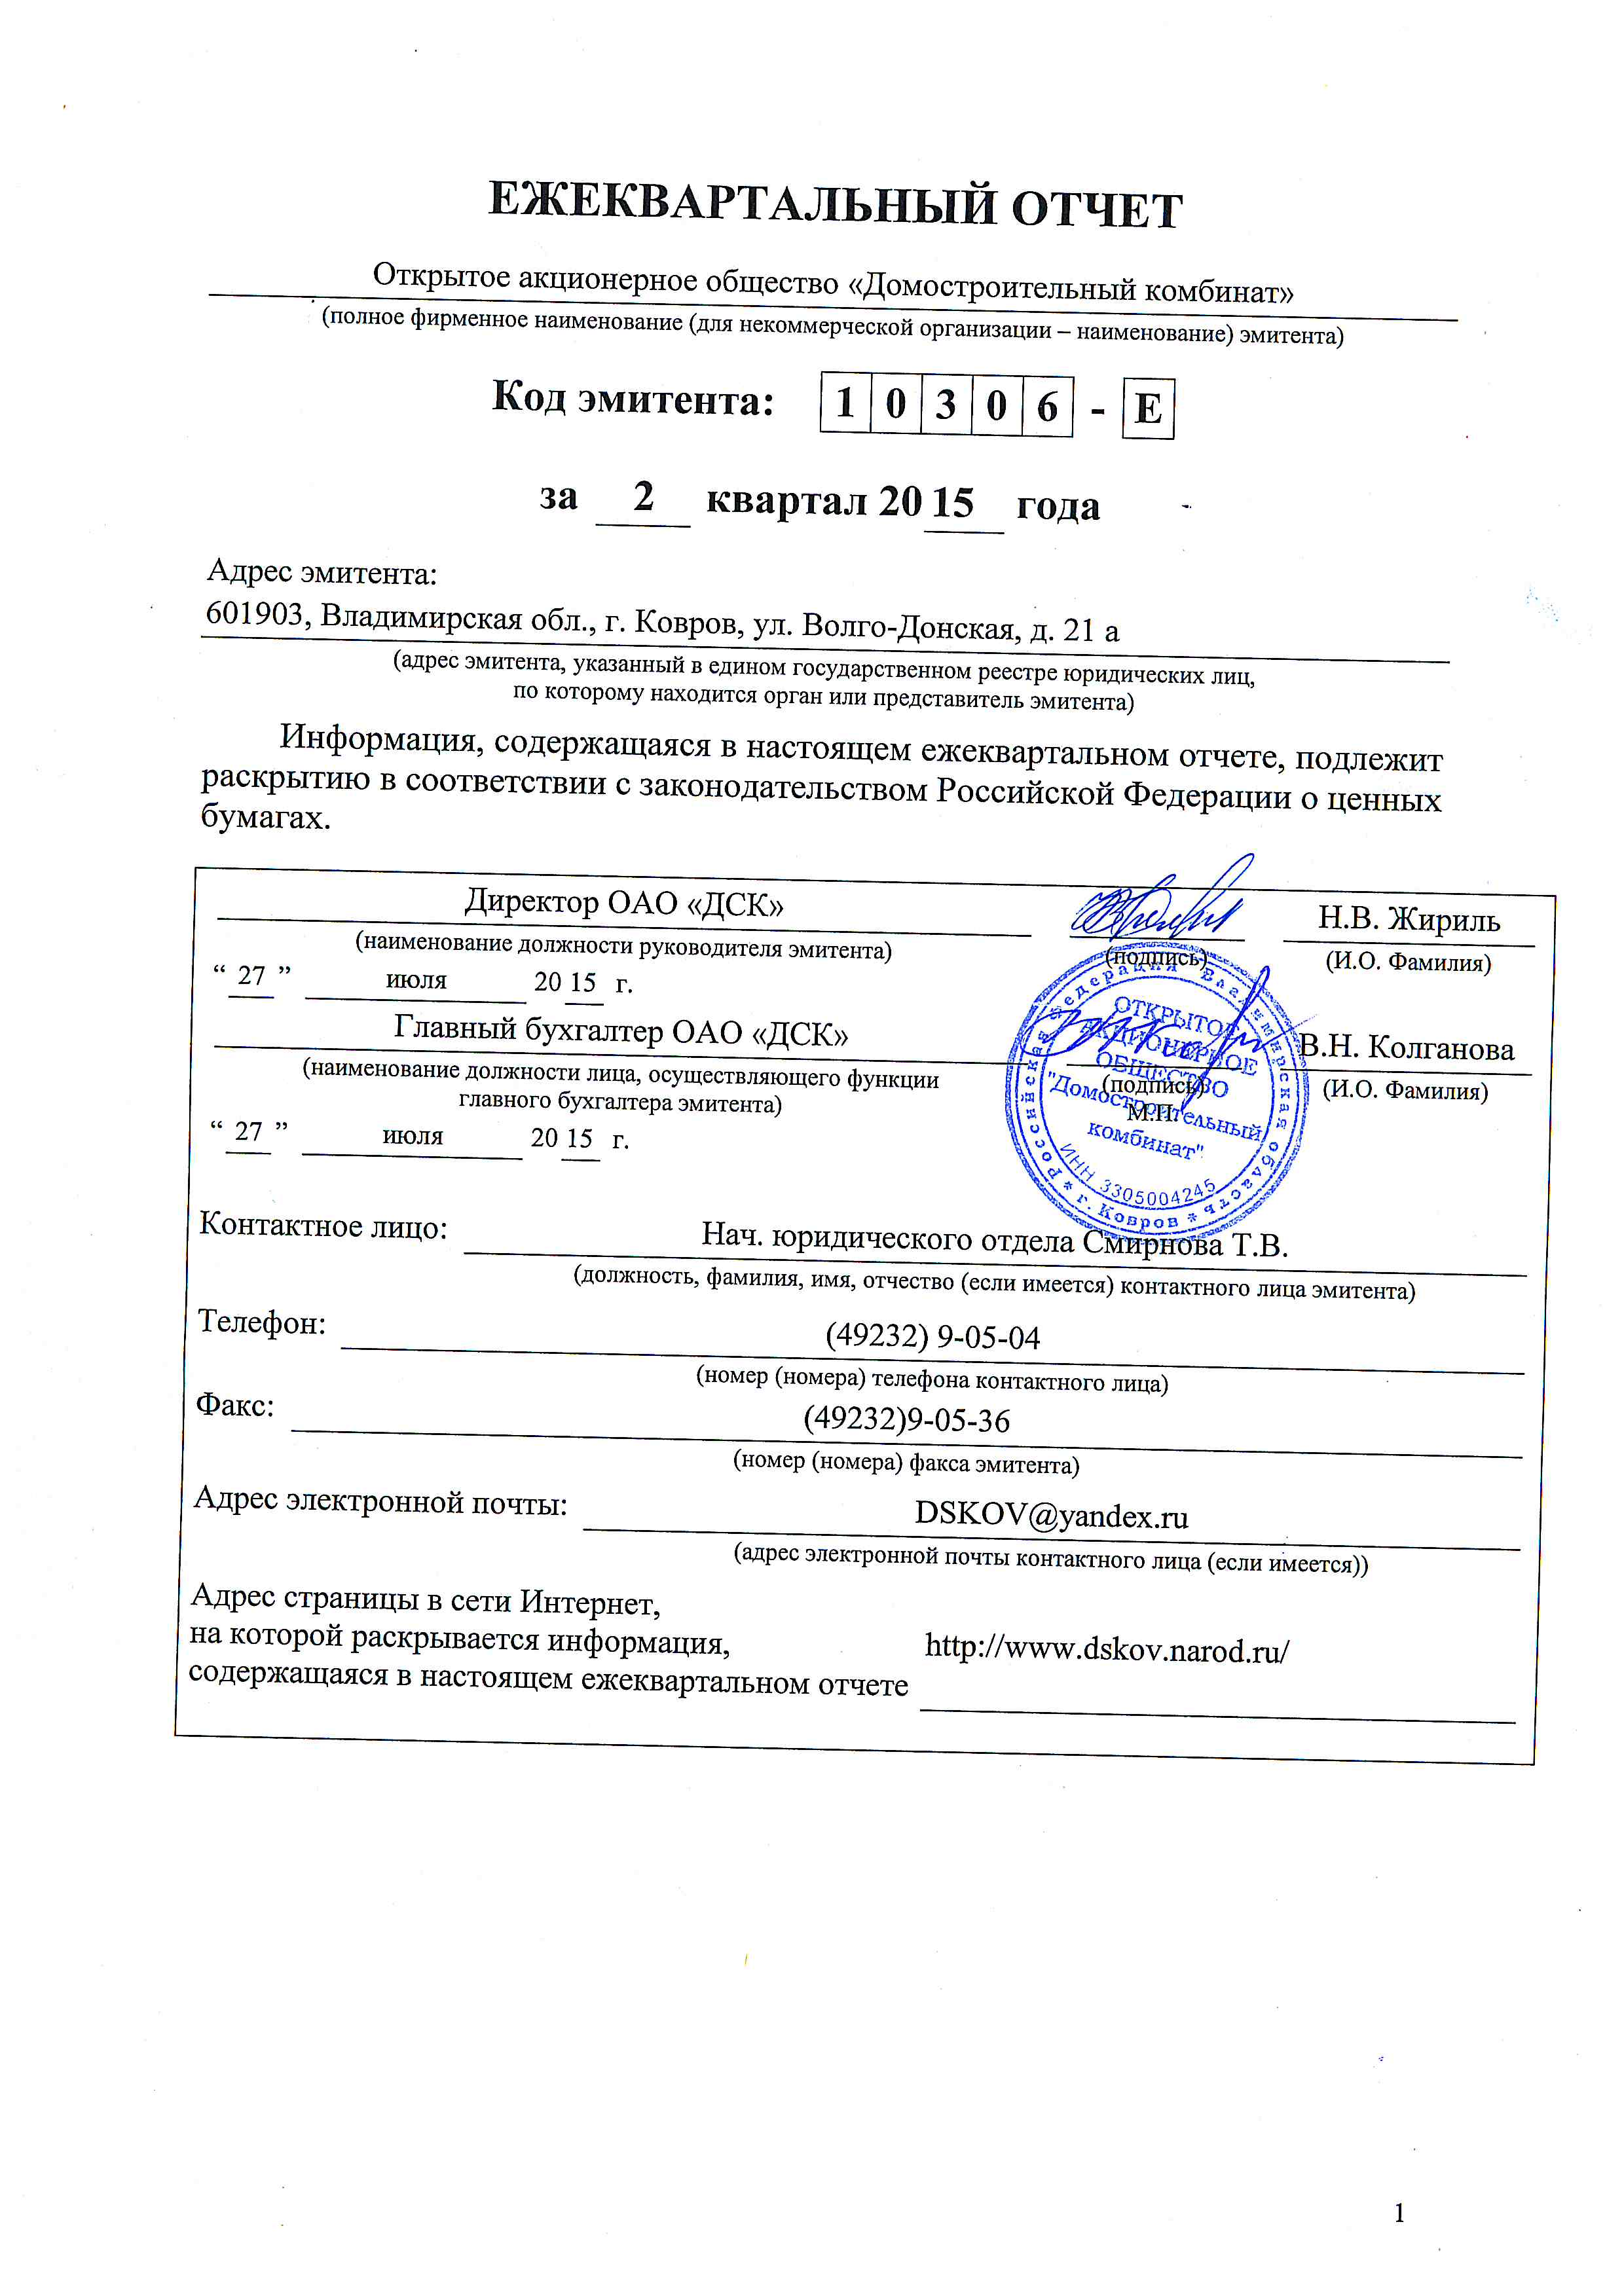 ЕЖЕКВАРТАЛЬНЫЙ ОТЧЕТ
Открытое акционерное общество «Домостроительный комбинат»
(полное фирменное наименование (для некоммерческой организации – наименование) эмитента)
Код эмитента: 1 0 3 0 6 - Е
за 2 квартал 20 15 года
Адрес эмитента:
601903, Владимирская обл., г. Ковров, ул. Волго-Донская, д. 21 а
(адрес эмитента, указанный в едином государственном реестре юридических лиц,
по которому находится орган или представитель эмитента)
Информация, содержащаяся в настоящем ежеквартальном отчете, подлежит
раскрытию в соответствии с законодательством Российской Федерации о ценных
бумагах.
Директор ОАО «ДСК» Н.В. Жириль
(наименование должности руководителя эмитента) (подпись) (И.О. Фамилия)
“ 27 ” июля 20 15 г.
Главный бухгалтер ОАО «ДСК» В.Н. Колганова
(наименование должности лица, осуществляющего функции (подпись) (И.О. Фамилия)
главного бухгалтера эмитента) М.П.
“ 27 ” июля 20 15 г.
Российская Федерация Владимирская область * г. Ковров *
ОТКРЫТОЕ
АКЦИОНЕРНОЕ
ОБЩЕСТВО
"Домостроительный
комбинат"
ИНН 3305004245
Контактное лицо: Нач. юридического отдела Смирнова Т.В.
(должность, фамилия, имя, отчество (если имеется) контактного лица эмитента)
Телефон: (49232) 9-05-04
(номер (номера) телефона контактного лица)
Факс: (49232)9-05-36
(номер (номера) факса эмитента)
Адрес электронной почты: DSKOV@yandex.ru
(адрес электронной почты контактного лица (если имеется))
Адрес страницы в сети Интернет,
на которой раскрывается информация, http://www.dskov.narod.ru/
содержащаяся в настоящем ежеквартальном отчете
1